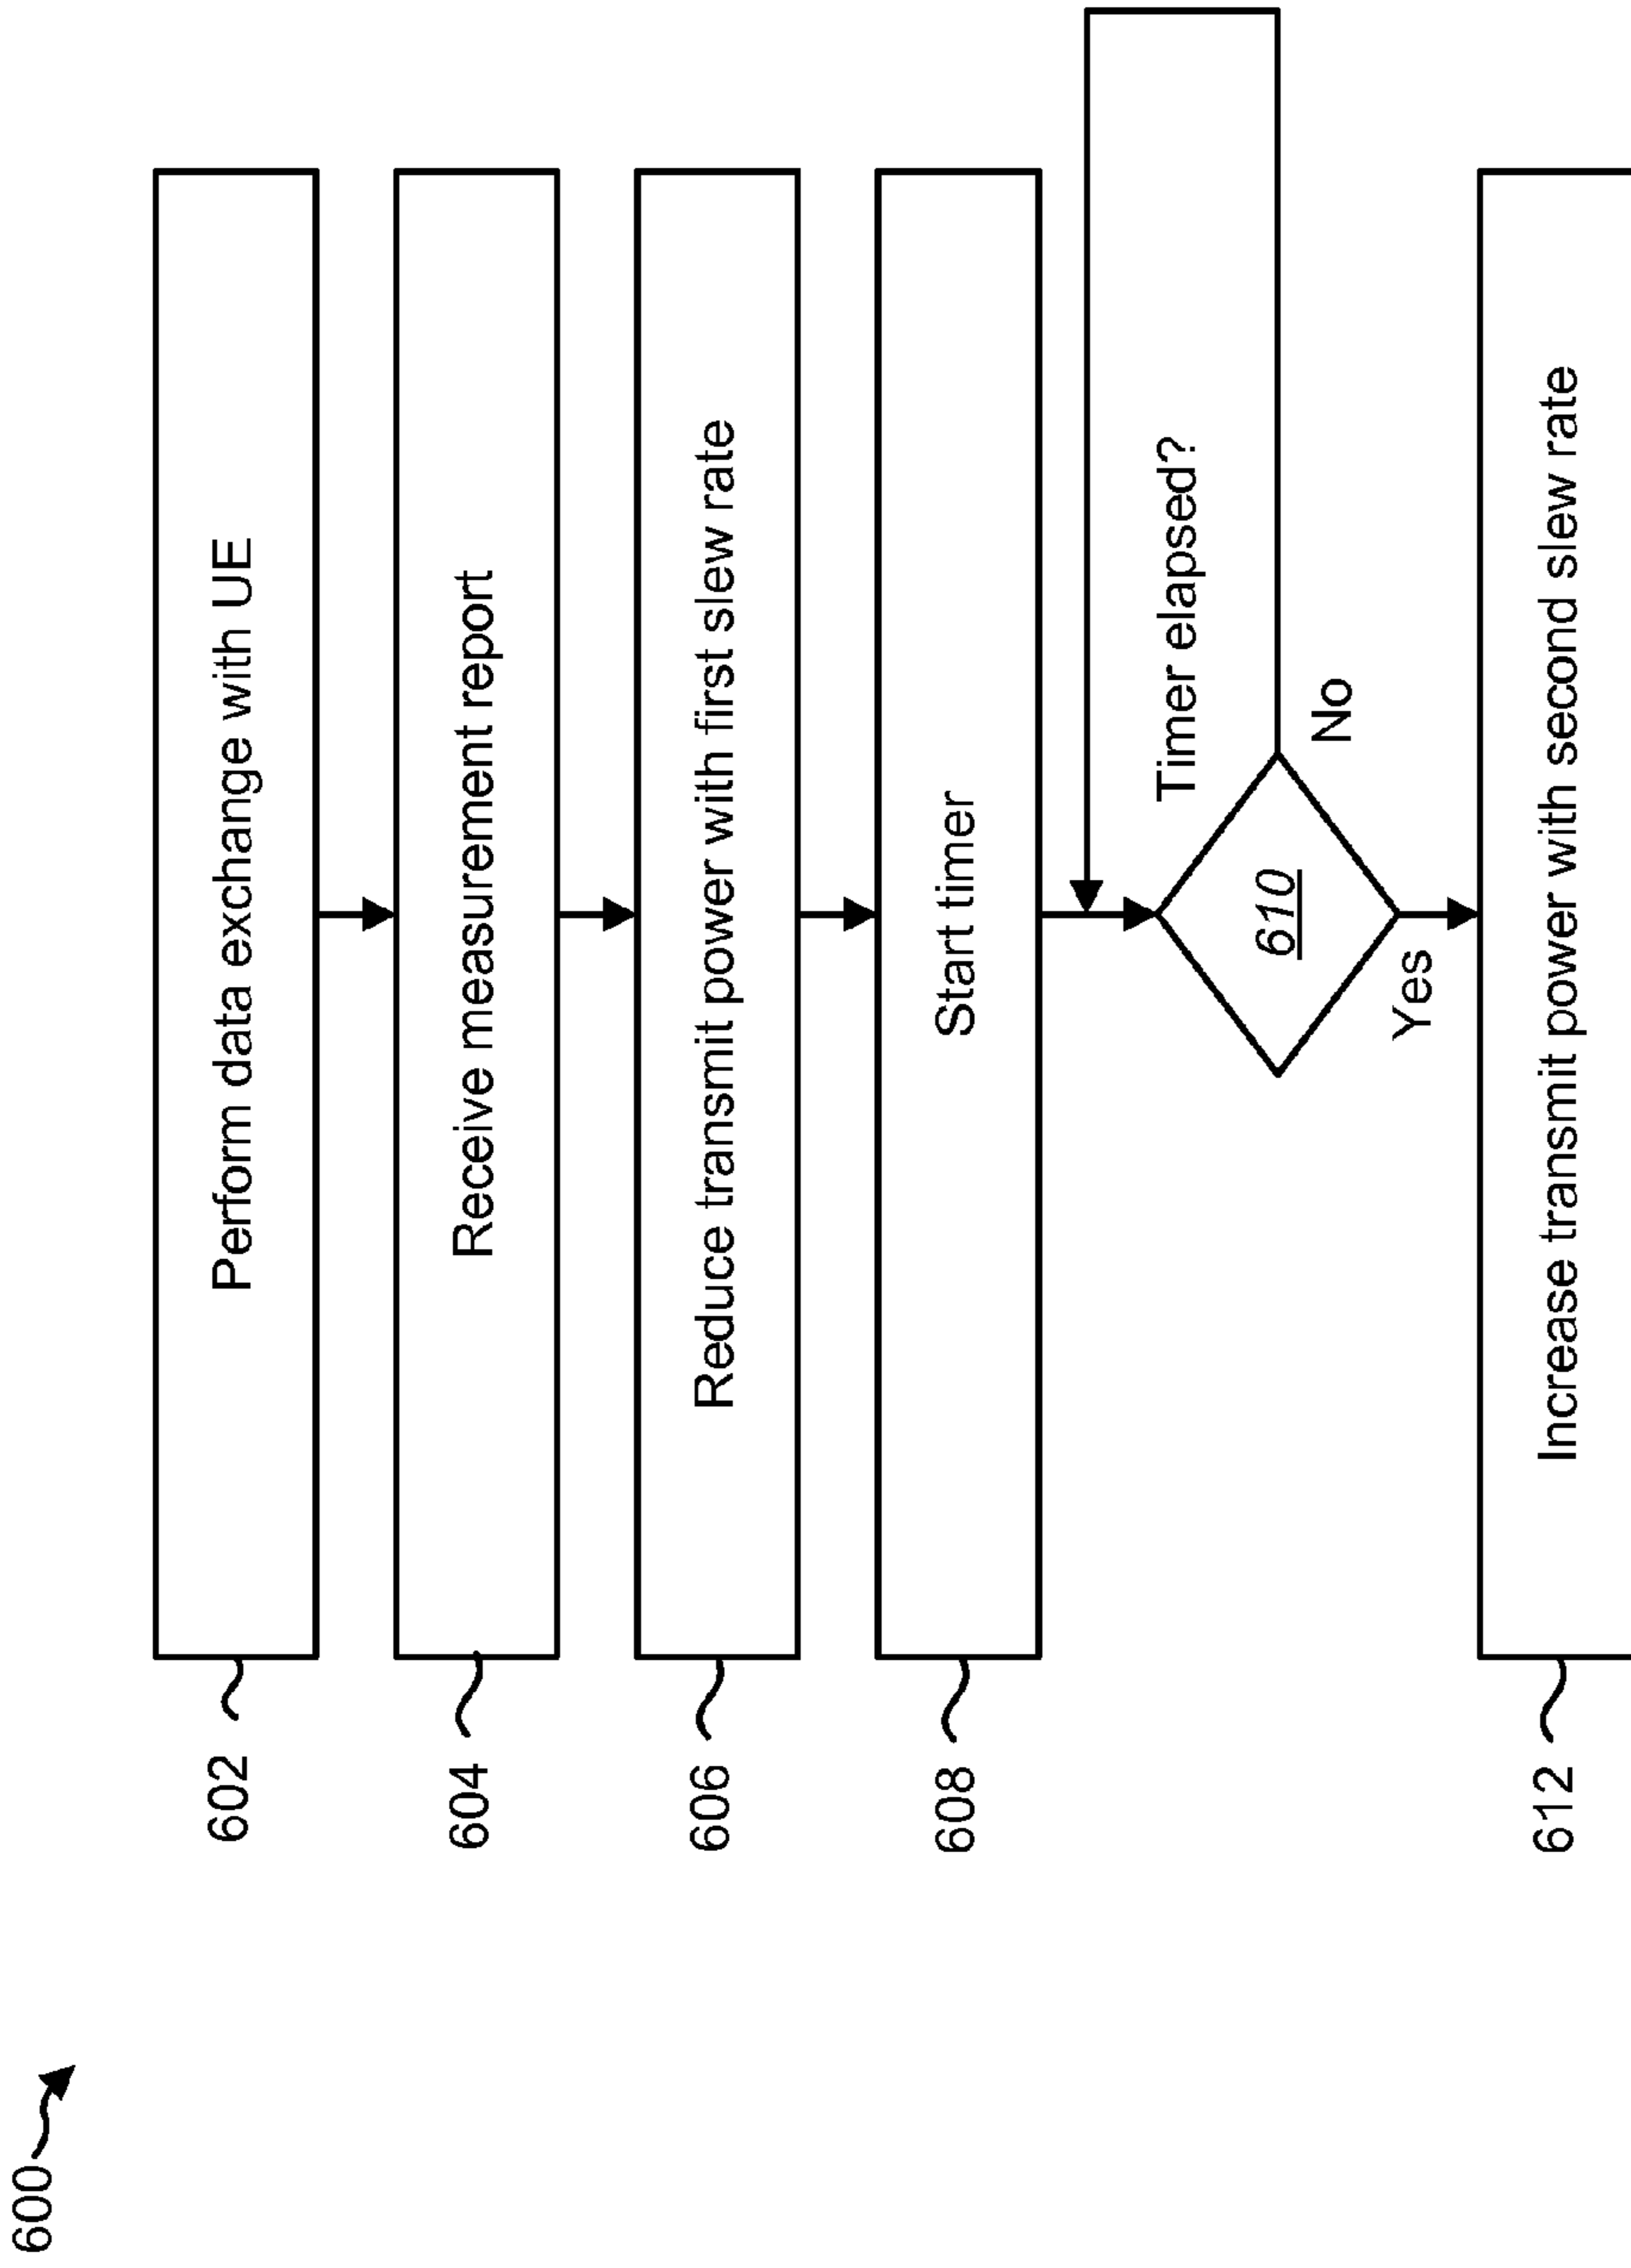 600
602
Perform data exchange with UE
604
Receive measurement report
606
Reduce transmit power with first slew rate
608
Start timer
Timer elapsed?
610
No
Yes
612
Increase transmit power with second slew rate